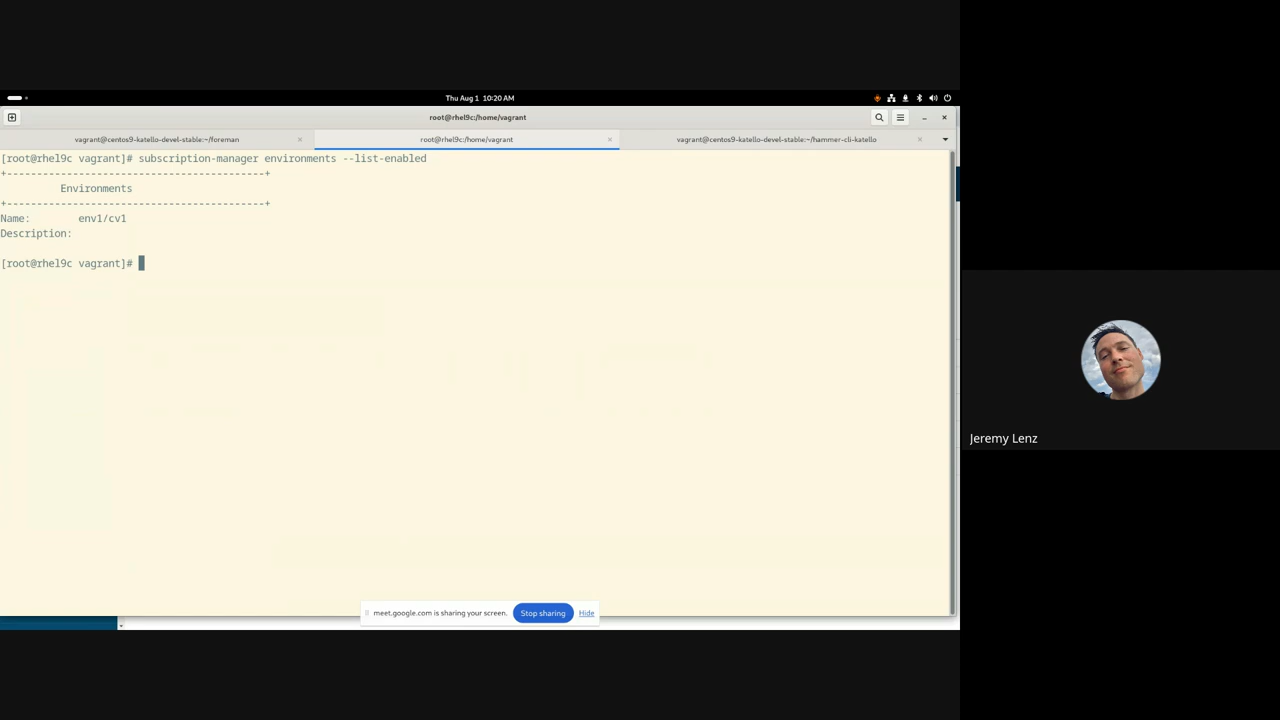 Thu Aug 1 10:20 AM
root@rhel9c:/home/vagrant
vagrant@centos9-katello-devel-stable:~/foreman
root@rhel9c:/home/vagrant
vagrant@centos9-katello-devel-stable:~/hammer-cli-katello
[root@rhel9c vagrant]# subscription-manager environments --list-enabled
+-------------------------------------------+
Environments
+-------------------------------------------+
Name: env1/cv1
Description:
[root@rhel9c vagrant]#
meet.google.com is sharing your screen. Stop sharing Hide
Jeremy Lenz